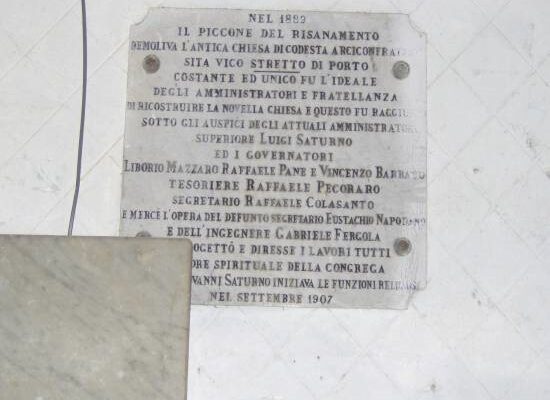 NEL 1889
IL PICCONE DEL RISANAMENTO
DEMOLIVA L'ANTICA CHIESA DI CODESTA ARCICONFRA
SITA VICO STRETTO DI PORTO
COSTANTE ED UNICO FU L'IDEALE
DEGLI AMMINISTRATORI E FRATELLANZA
DI RICOSTRUIRE LA NOVELLA CHIESA E QUESTO FU RAGGIU
SOTTO GLI AUSPICI DEGLI ATTUALI AMMINISTRATORI
SUPERIORE LUIGI SATURNO
ED I GOVERNATORI
LIBORIO MAZZARO RAFFAELE PANE E VINCENZO BARBATO
TESORIERE RAFFAELE PECORARO
SEGRETARIO RAFFAELE COLASANTO
E MERCÈ L'OPERA DEL DEFUNTO SEGRETARIO EUSTACHIO NAPOLITANO
E DELL'INGEGNERE GABRIELE FERGOLA
OGETTÒ E DIRESSE I LAVORI TUTTI
ORE SPIRITUALE DELLA CONGREGA
VANNI SATURNO INIZIAVA LE FUNZIONI RELIGIOSE
NEL SETTEMBRE 1907